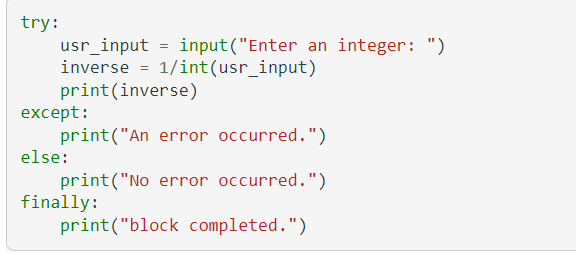 try:
    usr_input = input("Enter an integer: ")
    inverse = 1/int(usr_input)
    print(inverse)
except:
    print("An error occurred.")
else:
    print("No error occurred.")
finally:
    print("block completed.")